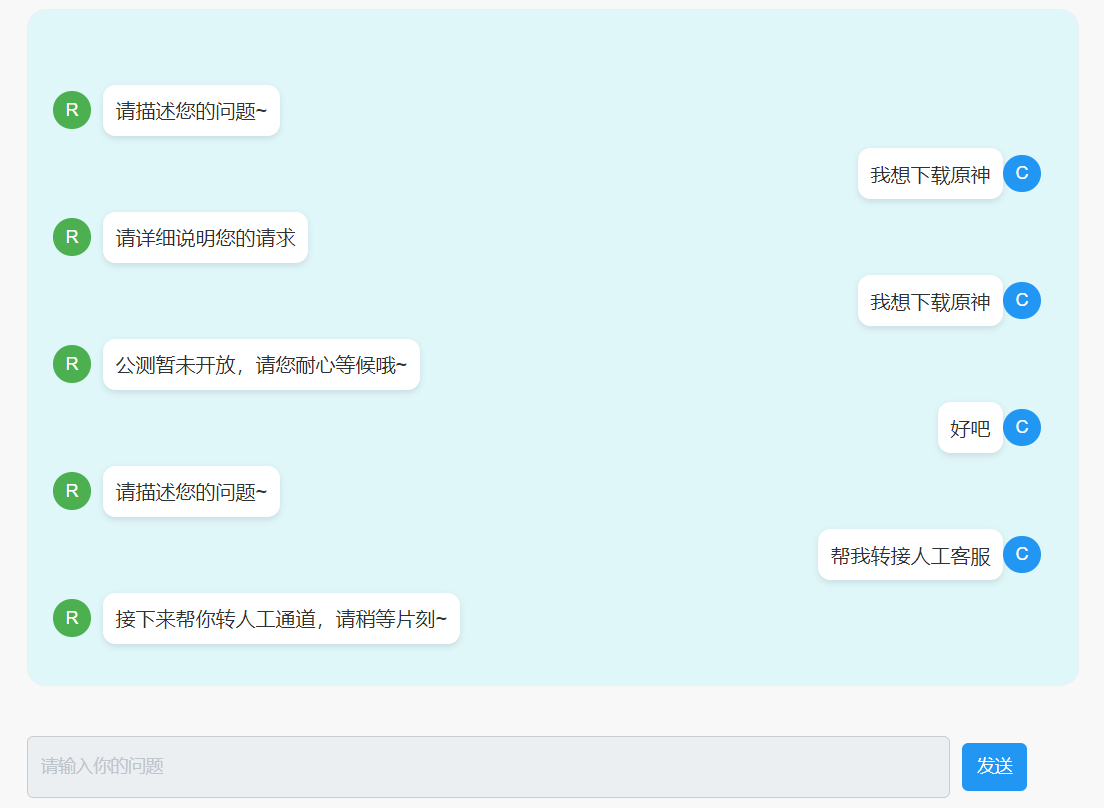 R
请描述您的问题~
我想下载原神
C
R
请详细说明您的请求
我想下载原神
C
R
公测暂未开放，请您耐心等候哦~
好吧
C
R
请描述您的问题~
帮我转接人工客服
C
R
接下来帮你转人工通道，请稍等片刻~
请输入你的问题
发送